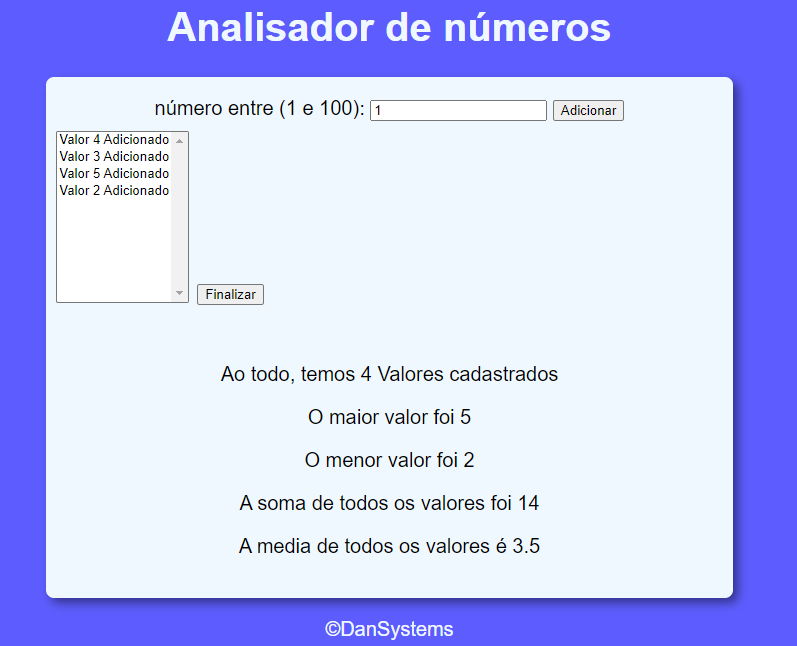 Analisador de números
número entre (1 e 100): 1 Adicionar
Valor 4 Adicionado
Valor 3 Adicionado
Valor 5 Adicionado
Valor 2 Adicionado
Finalizar
Ao todo, temos 4 Valores cadastrados
O maior valor foi 5
O menor valor foi 2
A soma de todos os valores foi 14
A media de todos os valores é 3.5
©DanSystems